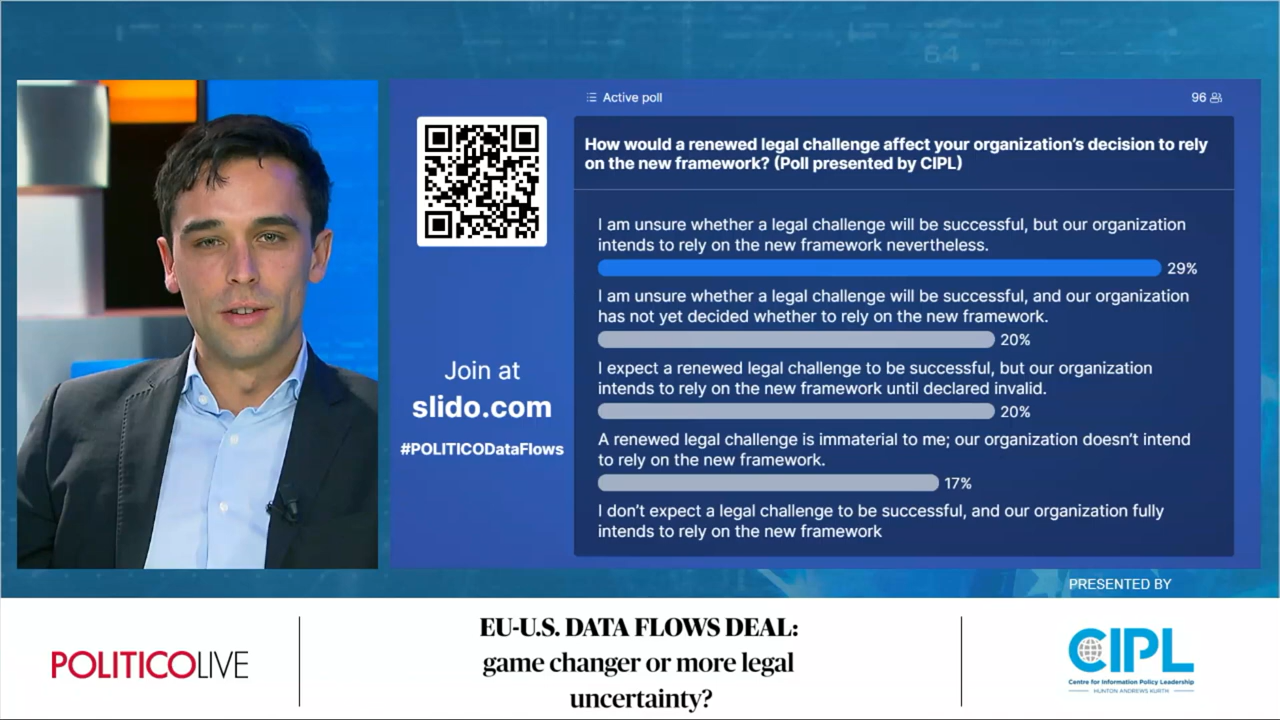 64
Active poll
96
How would a renewed legal challenge affect your organization's decision to rely
on the new framework? (Poll presented by CIPL)
I am unsure whether a legal challenge will be successful, but our organization
intends to rely on the new framework nevertheless.
29%
I am unsure whether a legal challenge will be successful, and our organization
has not yet decided whether to rely on the new framework.
20%
I expect a renewed legal challenge to be successful, but our organization
intends to rely on the new framework until declared invalid.
20%
A renewed legal challenge is immaterial to me; our organization doesn't intend
to rely on the new framework.
17%
I don't expect a legal challenge to be successful, and our organization fully
intends to rely on the new framework
Join at
slido.com
#POLITICODataFlows
PRESENTED BY
POLITICOLIVE
EU-U.S. DATA FLOWS DEAL:
game changer or more legal
uncertainty?
CIPL
Centre for Information Policy Leadership
HUNTON ANDREWS KURTH